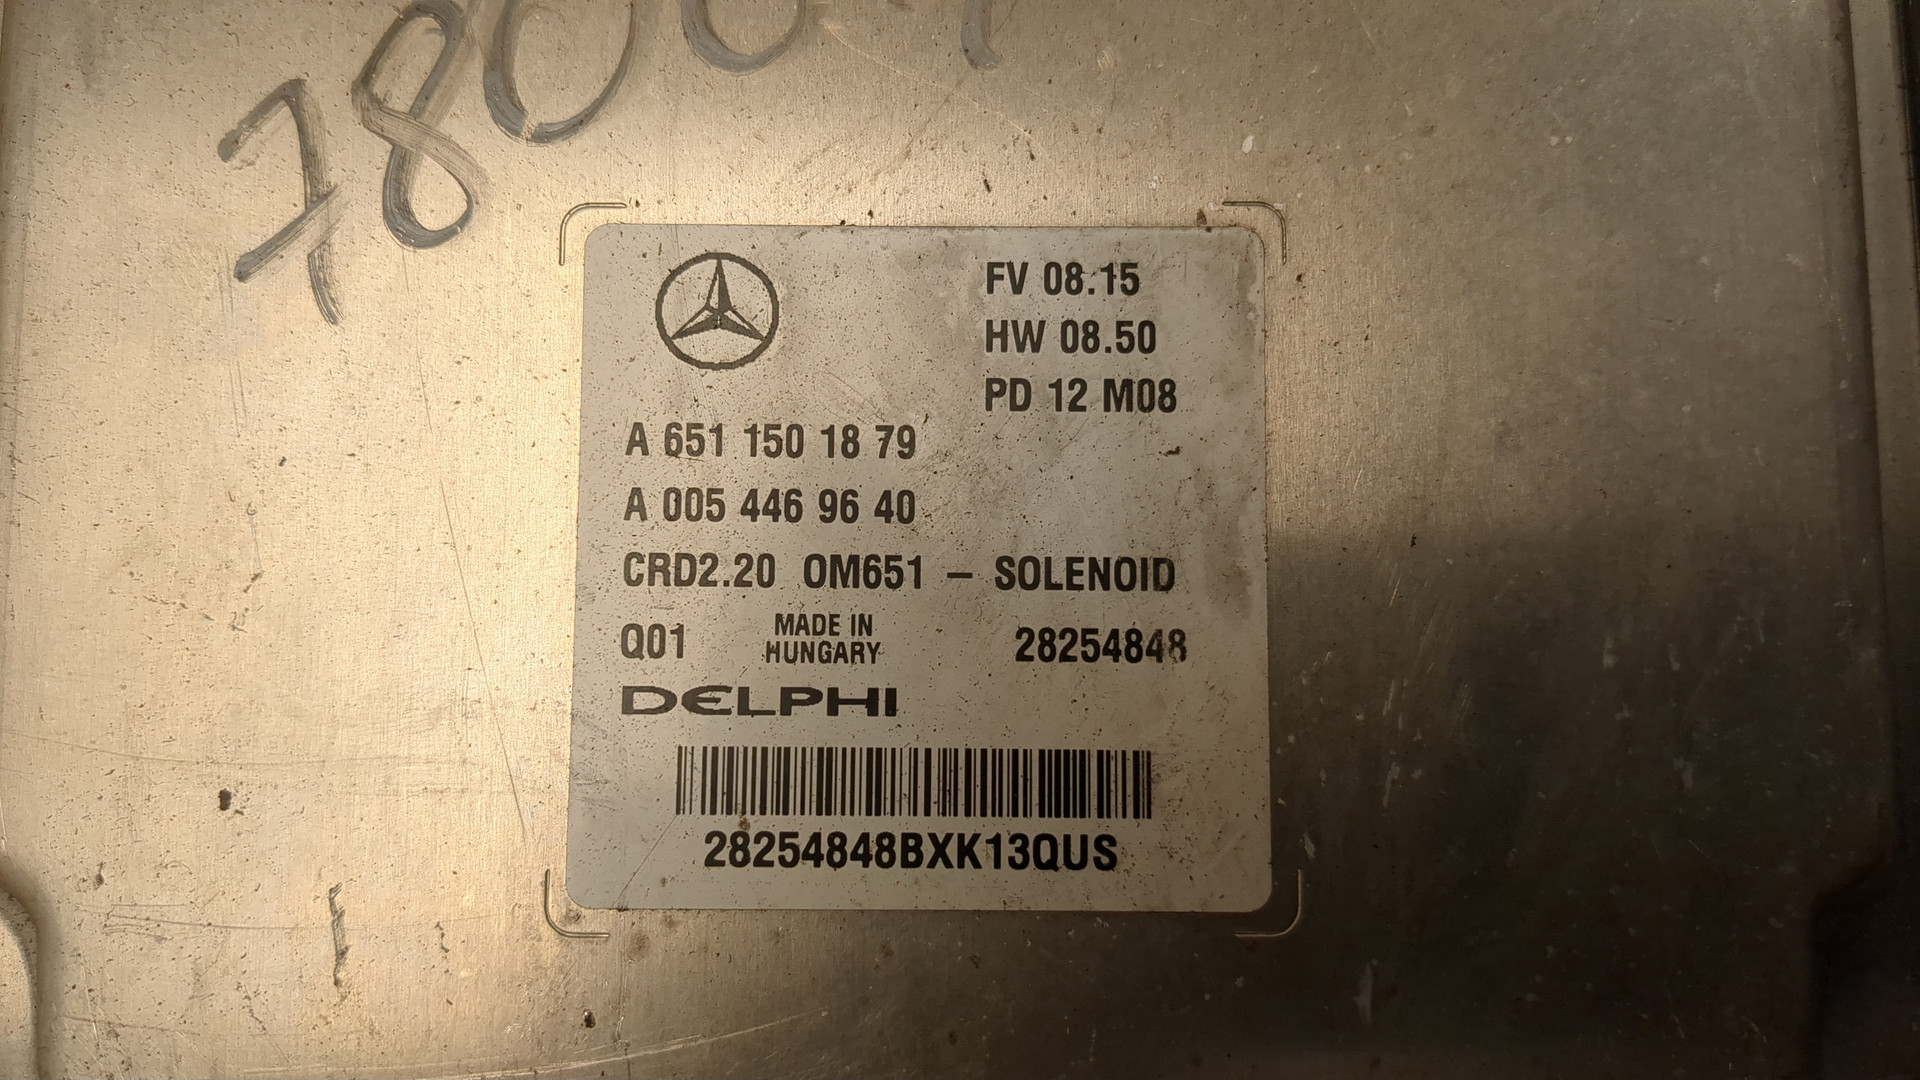 FV 08.15
HW 08.50
PD 12 M08
A 651 150 18 79
A 005 446 96 40
CRD2.20 OM651 – SOLENOID
Q01 MADE IN HUNGARY 28254848
DELPHI
28254848BXK13QUS